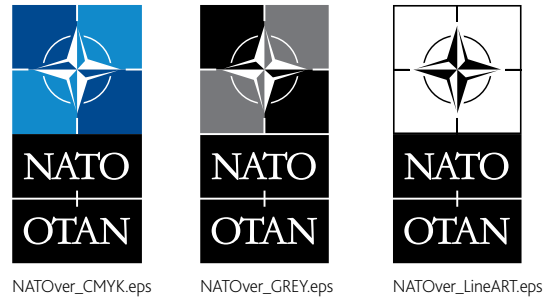 NATO
OTAN
NATOver_CMYK.eps
NATO
OTAN
NATOver_GREY.eps
NATO
OTAN
NATOver_LineART.eps